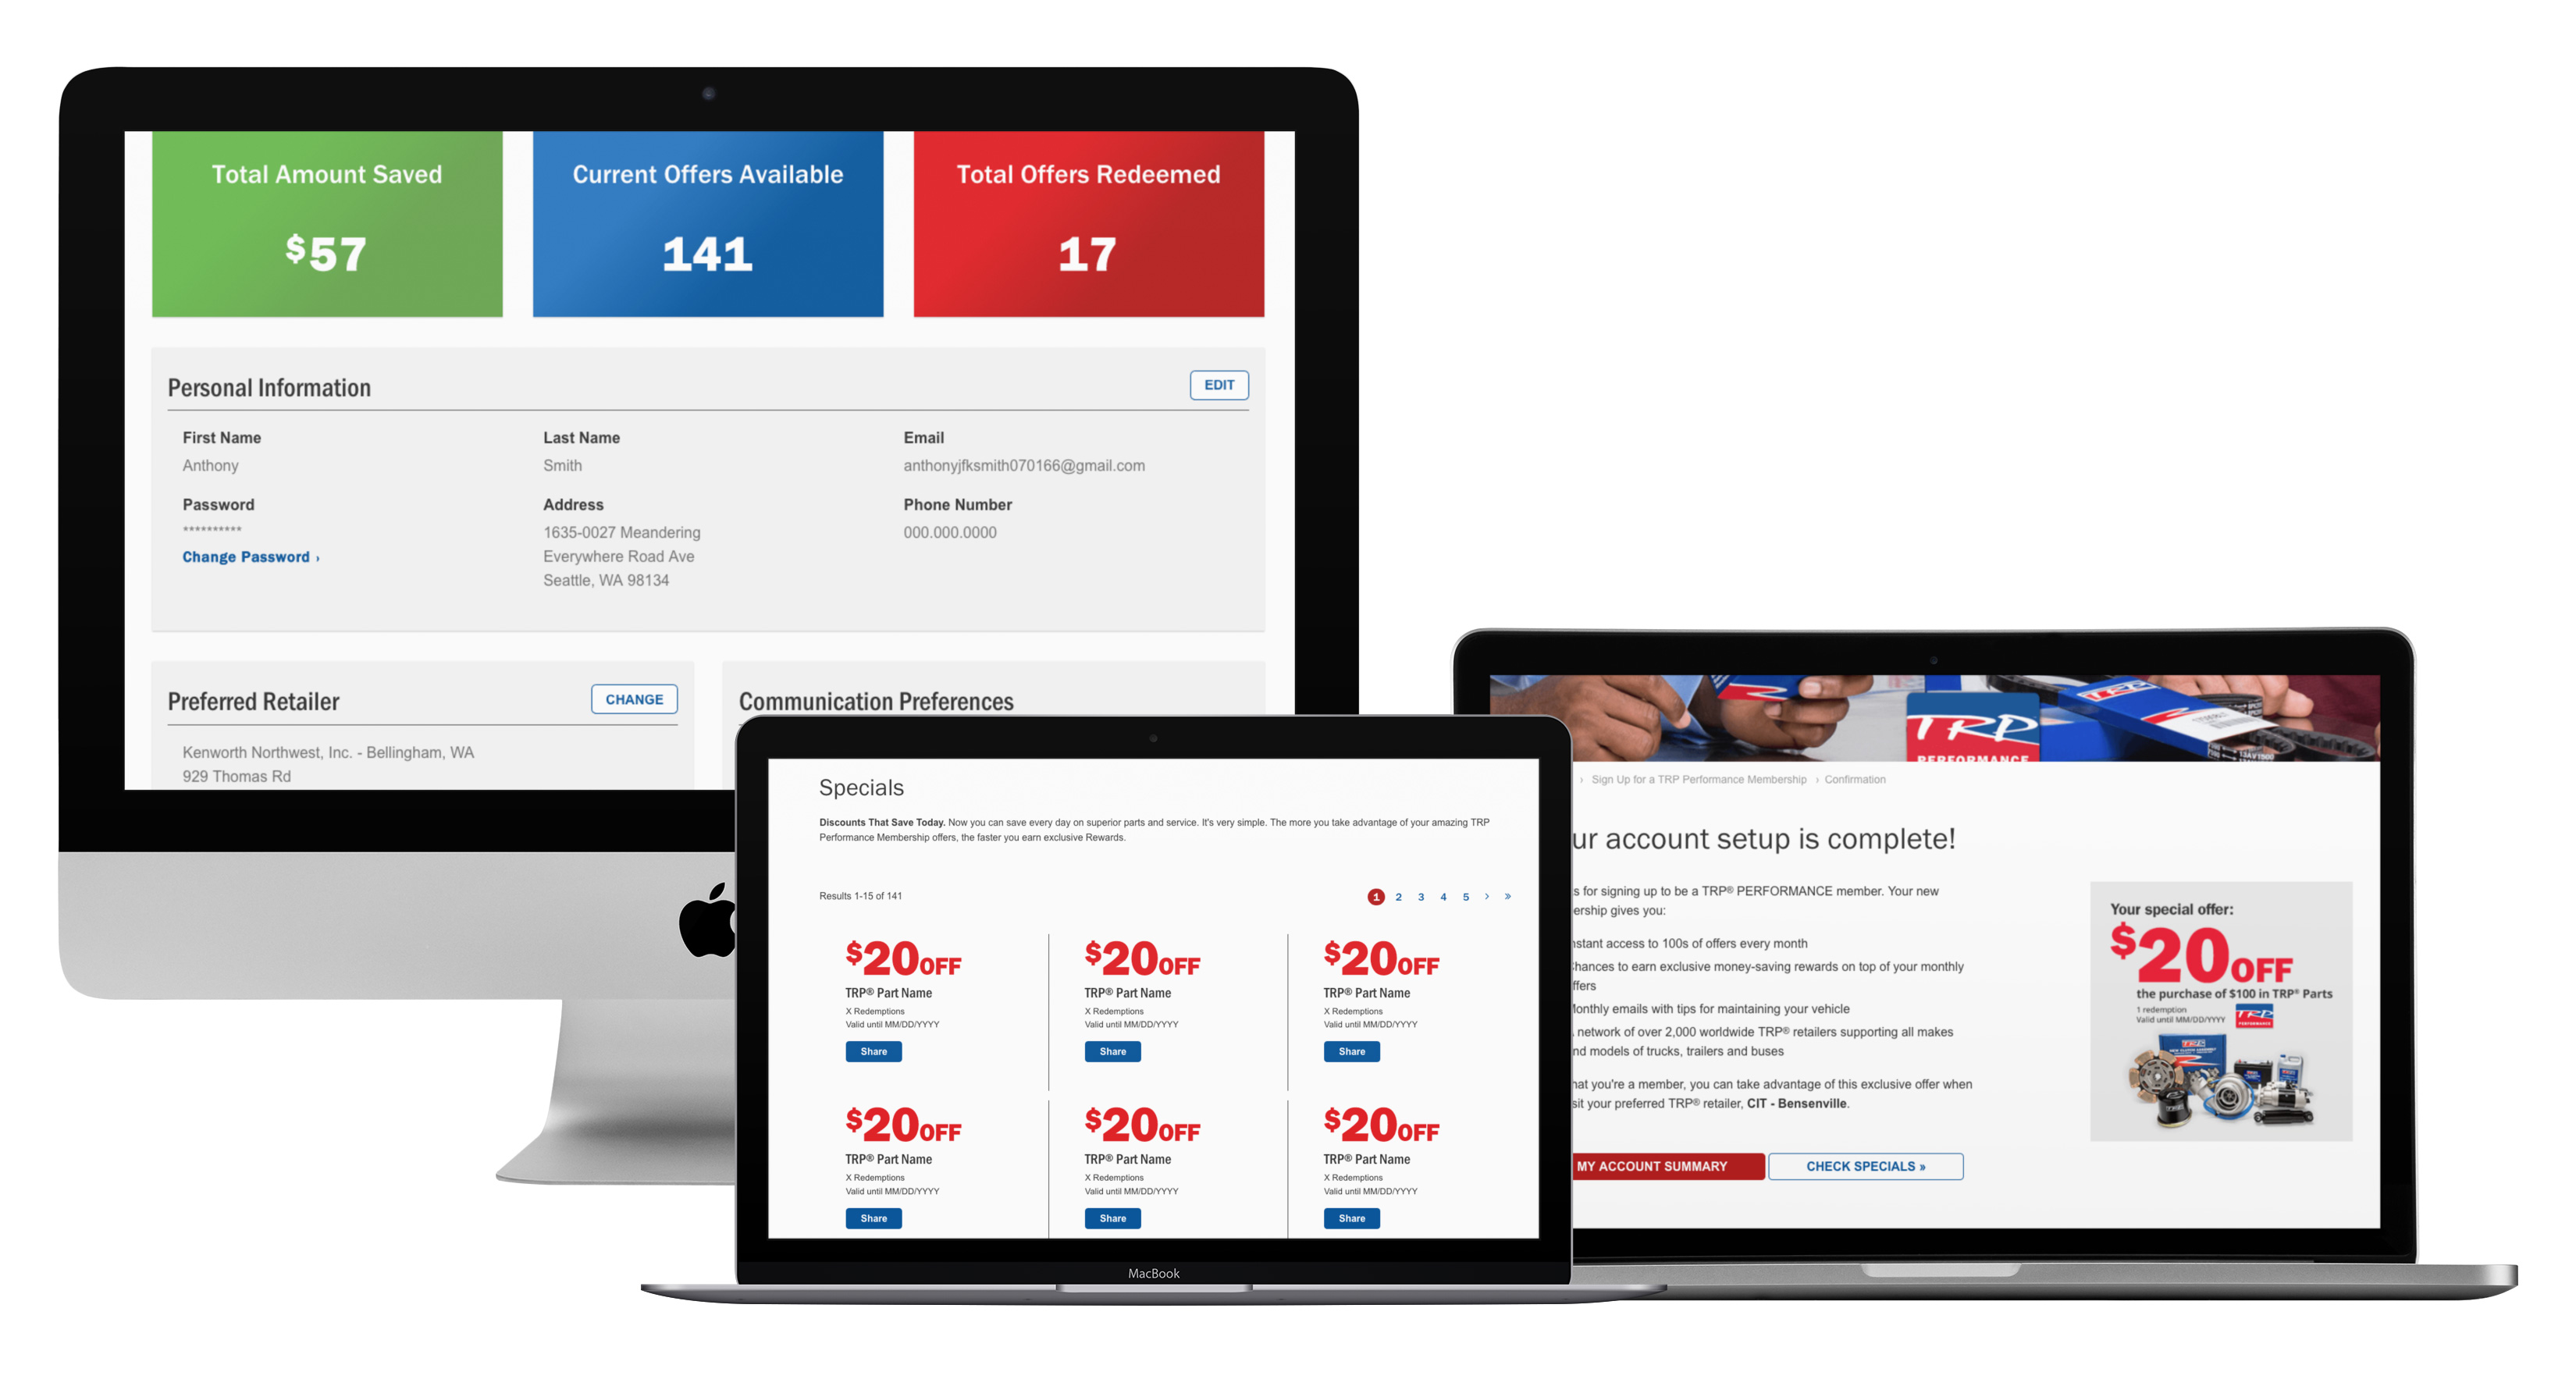 Total Amount Saved
$57
Current Offers Available
141
Total Offers Redeemed
17
Personal Information
EDIT
First Name
Anthony
Last Name
Smith
Email
anthonyjfksmith070166@gmail.com
Password
**********
Change Password ›
Address
1635-0027 Meandering
Everywhere Road Ave
Seattle, WA 98134
Phone Number
000.000.0000
Preferred Retailer
CHANGE
Kenworth Northwest, Inc. - Bellingham, WA
929 Thomas Rd
Communication Preferences
Specials
Discounts That Save Today. Now you can save every day on superior parts and service. It's very simple. The more you take advantage of your amazing TRP
Performance Membership offers, the faster you earn exclusive Rewards.
Results 1-15 of 141
1 2 3 4 5 › »
$20 OFF
TRP® Part Name
X Redemptions
Valid until MM/DD/YYYY
Share
$20 OFF
TRP® Part Name
X Redemptions
Valid until MM/DD/YYYY
Share
$20 OFF
TRP® Part Name
X Redemptions
Valid until MM/DD/YYYY
Share
$20 OFF
TRP® Part Name
X Redemptions
Valid until MM/DD/YYYY
Share
$20 OFF
TRP® Part Name
X Redemptions
Valid until MM/DD/YYYY
Share
$20 OFF
TRP® Part Name
X Redemptions
Valid until MM/DD/YYYY
Share
MacBook
TRP
PERFORMANCE
› Sign Up for a TRP Performance Membership › Confirmation
ur account setup is complete!
s for signing up to be a TRP® PERFORMANCE member. Your new
ership gives you:
nstant access to 100s of offers every month
hances to earn exclusive money-saving rewards on top of your monthly
ffers
onthly emails with tips for maintaining your vehicle
network of over 2,000 worldwide TRP® retailers supporting all makes
nd models of trucks, trailers and buses
hat you're a member, you can take advantage of this exclusive offer when
sit your preferred TRP® retailer, CIT - Bensenville.
MY ACCOUNT SUMMARY
CHECK SPECIALS »
Your special offer:
$20 OFF
the purchase of $100 in TRP® Parts
1 redemption
Valid until MM/DD/YYYY
TRP
PERFORMANCE